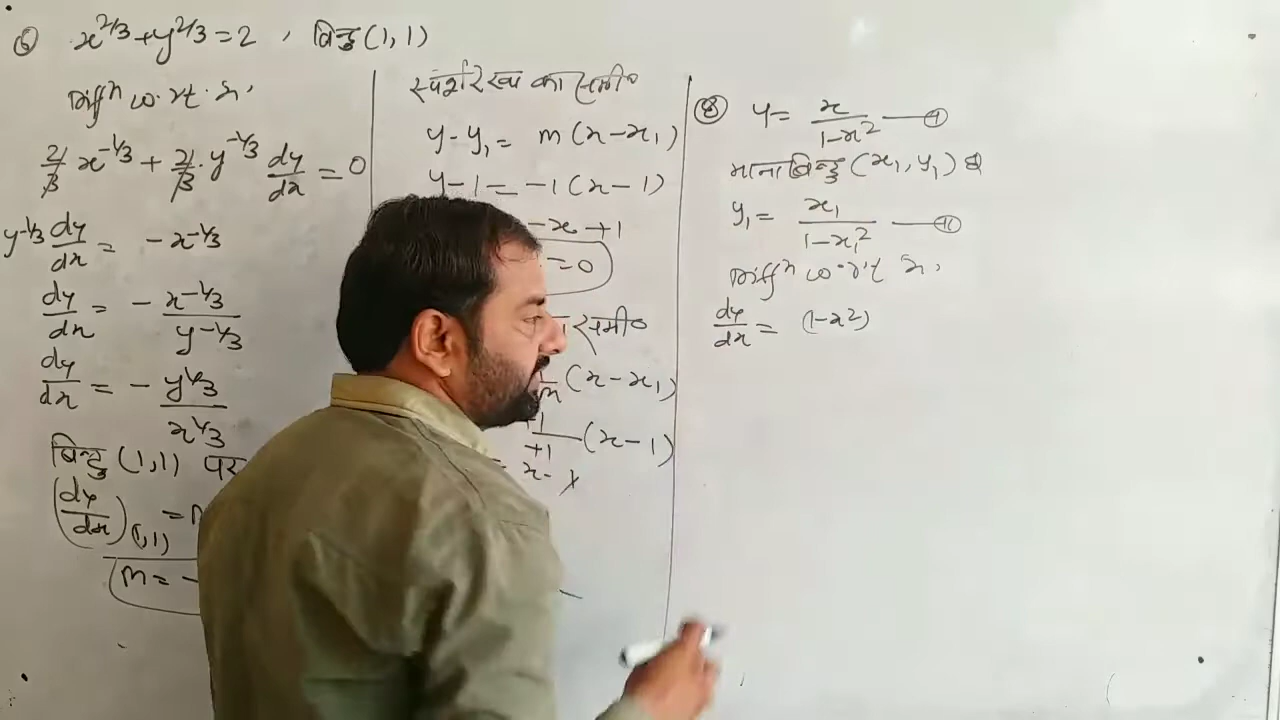 ⑥ x^{2/3} + y^{2/3} = 2 , बिन्दु (1, 1)
Diffⁿ w.r.t. x,
2/3 x^{-1/3} + 2/3 . y^{-1/3} dy/dx = 0
y^{-1/3} dy/dx = - x^{-1/3}
dy/dx = - x^{-1/3} / y^{-1/3}
dy/dx = - y^{1/3} / x^{1/3}
बिन्दु (1,1) पर
(dy/dx)_{(1,1)} =
m = -
स्पर्श रेखा का समी०
y - y₁ = m (x - x₁)
y - 1 = -1 (x - 1)
- x + 1
= 0
समी०
(x - x₁)
+1 (x - 1)
= x - 1
⑧ y = x / 1-x²
माना बिन्दु (x₁, y₁)
y₁ = x₁ / 1-x₁²
Diffⁿ w.r.t x,
dy/dx = (1-x²)